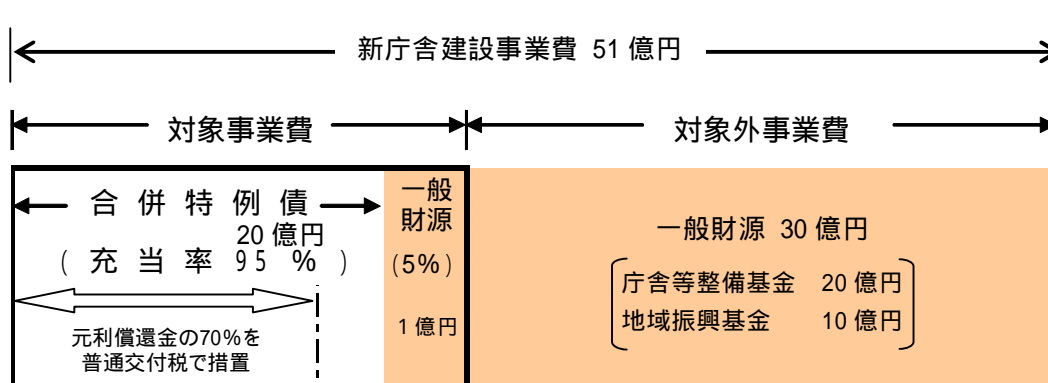 新庁舎建設事業費 51 億円
対象事業費
対象外事業費
合併特例債
20 億円
(充当率95%)
元利償還金の70%を
普通交付税で措置
一般
財源
(5%)
1 億円
一般財源 30 億円
庁舎等整備基金 20 億円
地域振興基金 10 億円